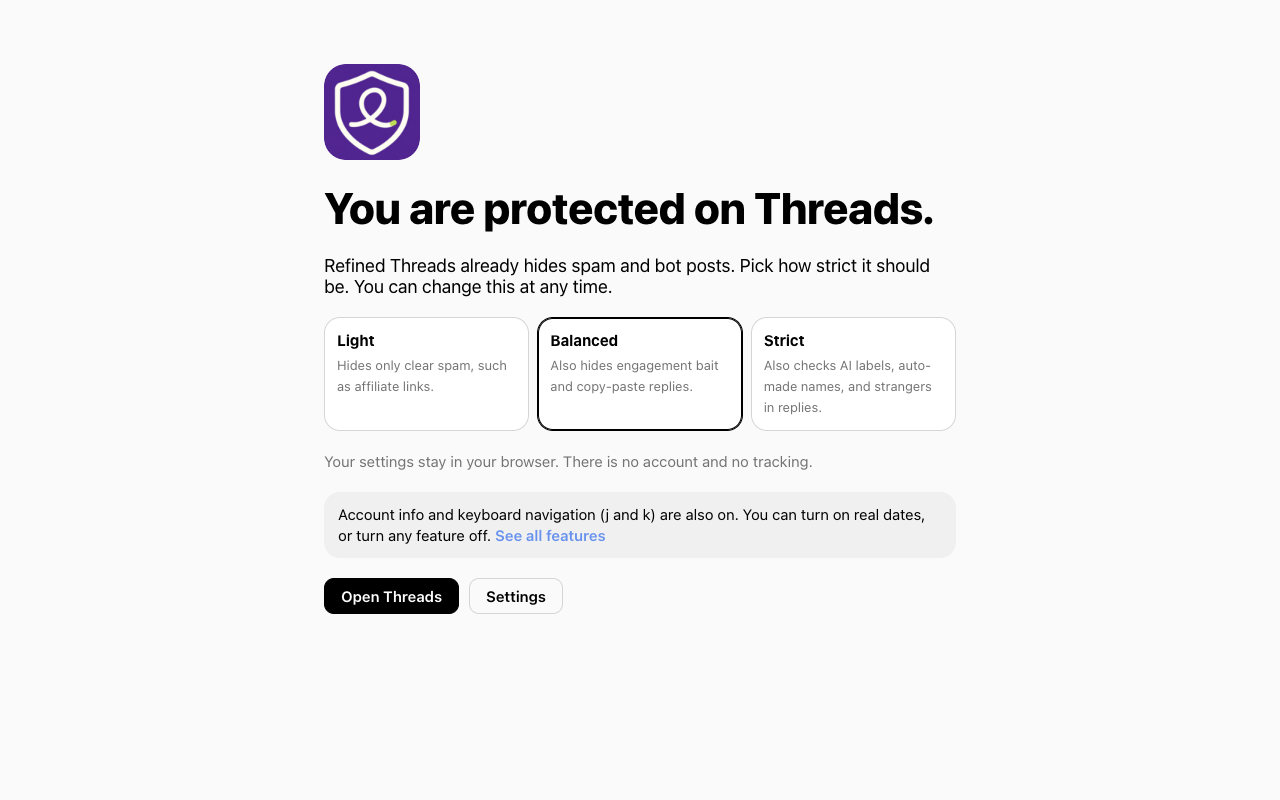 You are protected on Threads.
Refined Threads already hides spam and bot posts. Pick how strict it should
be. You can change this at any time.
Light
Hides only clear spam, such
as affiliate links.
Balanced
Also hides engagement bait
and copy-paste replies.
Strict
Also checks AI labels, auto-
made names, and strangers
in replies.
Your settings stay in your browser. There is no account and no tracking.
Account info and keyboard navigation (j and k) are also on. You can turn on real dates,
or turn any feature off. See all features
Open Threads
Settings